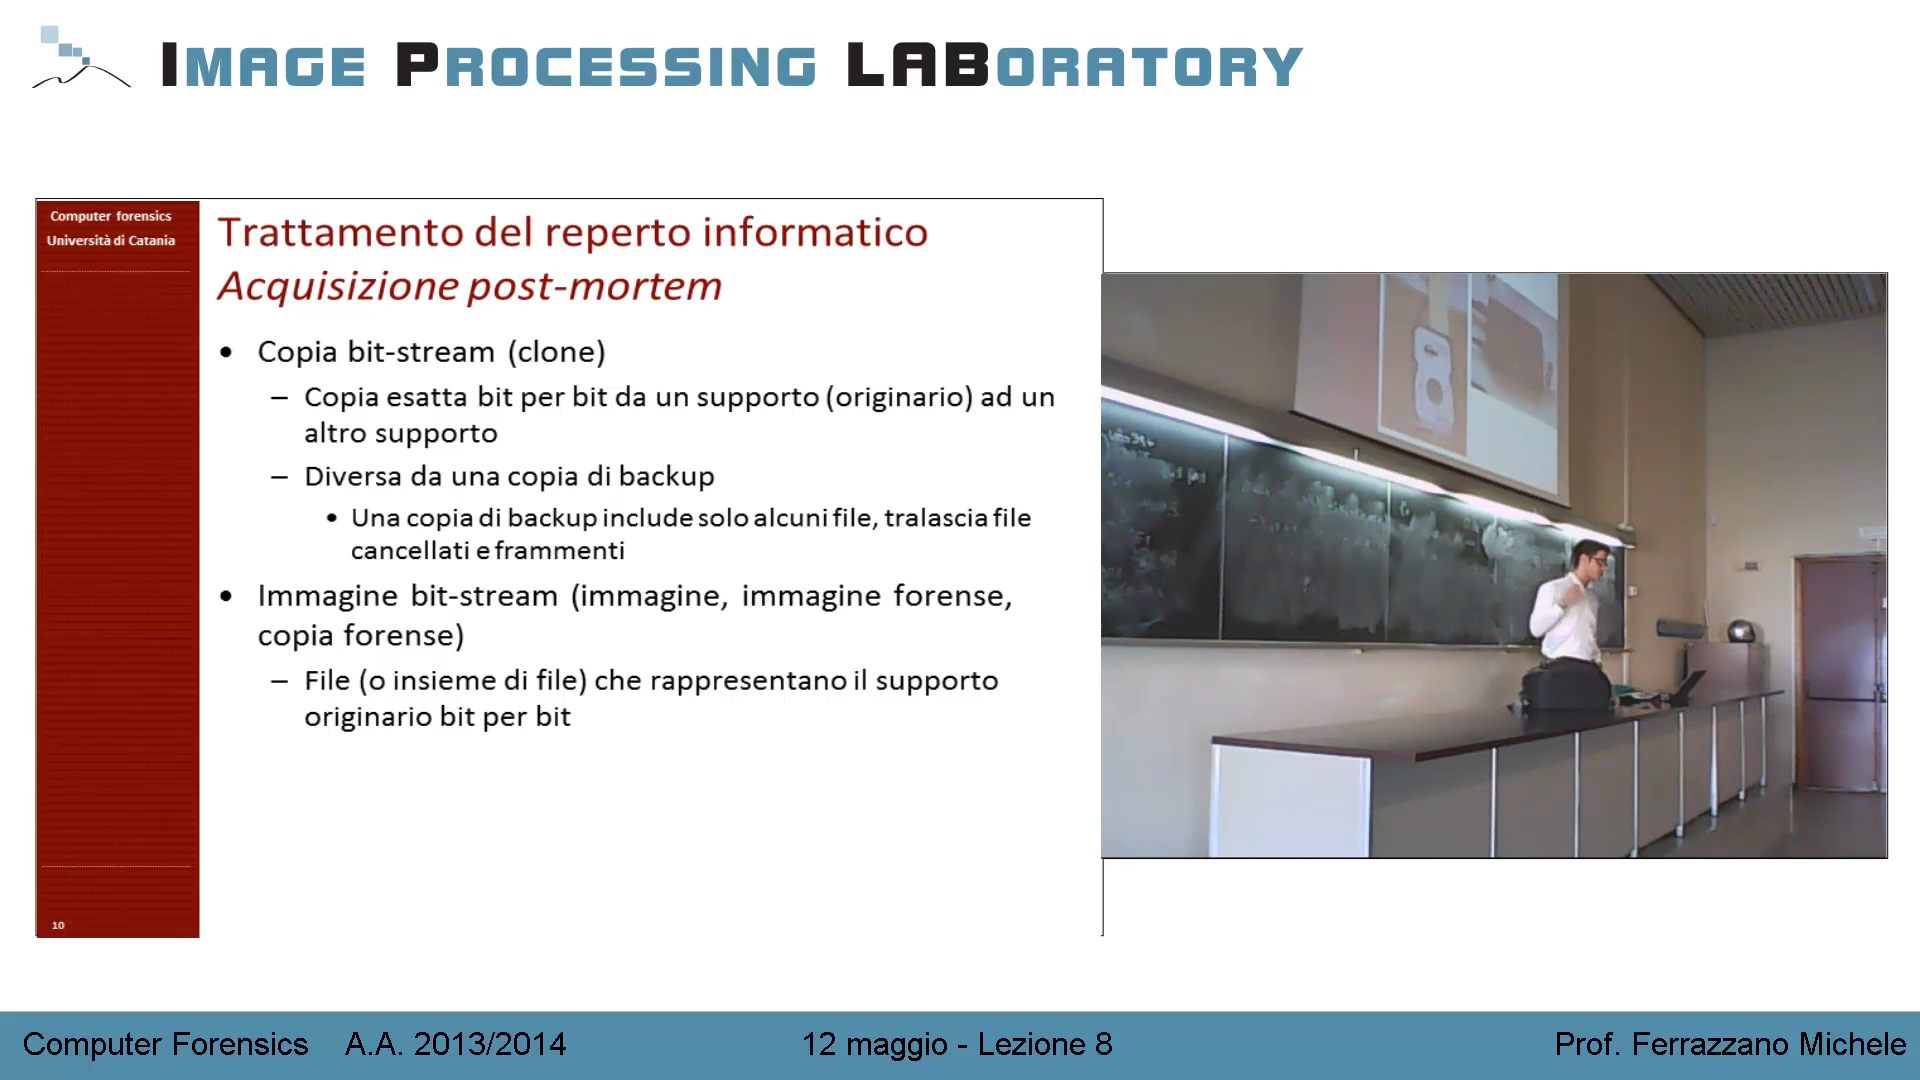 IMAGE PROCESSING LABORATORY
Computer forensics
Università di Catania
Trattamento del reperto informatico
Acquisizione post-mortem
• Copia bit-stream (clone)
– Copia esatta bit per bit da un supporto (originario) ad un
altro supporto
– Diversa da una copia di backup
• Una copia di backup include solo alcuni file, tralascia file
cancellati e frammenti
• Immagine bit-stream (immagine, immagine forense,
copia forense)
– File (o insieme di file) che rappresentano il supporto
originario bit per bit
10
Computer Forensics A.A. 2013/2014 12 maggio - Lezione 8 Prof. Ferrazzano Michele